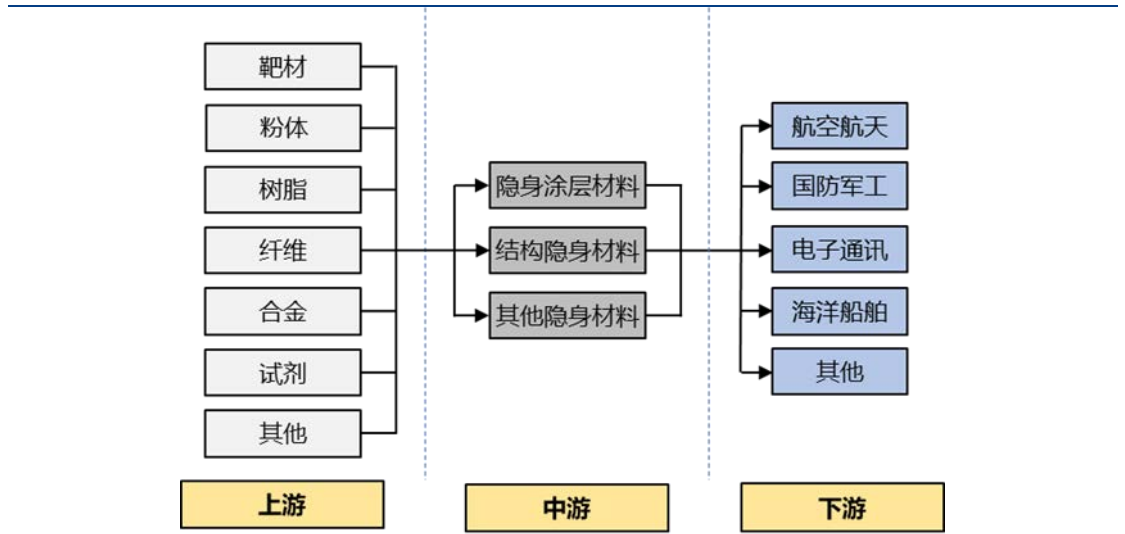 靶材
粉体
树脂
纤维
合金
试剂
其他
上游
隐身涂层材料
结构隐身材料
其他隐身材料
中游
航空航天
国防军工
电子通讯
海洋船舶
其他
下游